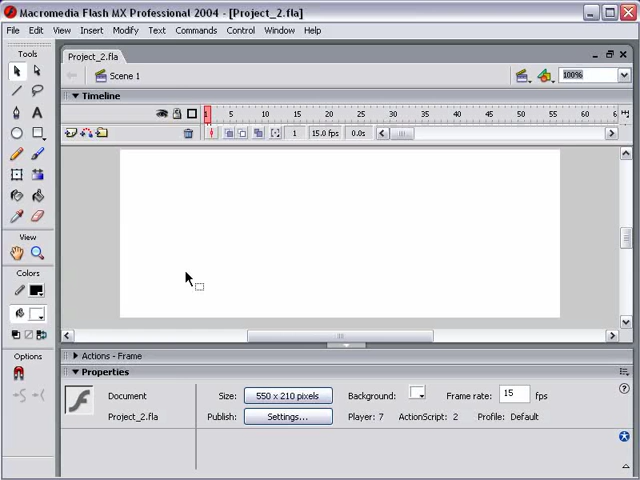 Macromedia Flash MX Professional 2004 - [Project_2.fla]
File Edit View Insert Modify Text Commands Control Window Help
Tools
Project_2.fla
Scene 1
100%
Timeline
1 5 10 15 20 25 30 35 40 45 50 55 60
1 15.0 fps 0.0s
View
Colors
Options
Actions - Frame
Properties
Document
Size: 550 x 210 pixels
Background:
Frame rate: 15 fps
Project_2.fla
Publish: Settings...
Player: 7
ActionScript: 2
Profile: Default